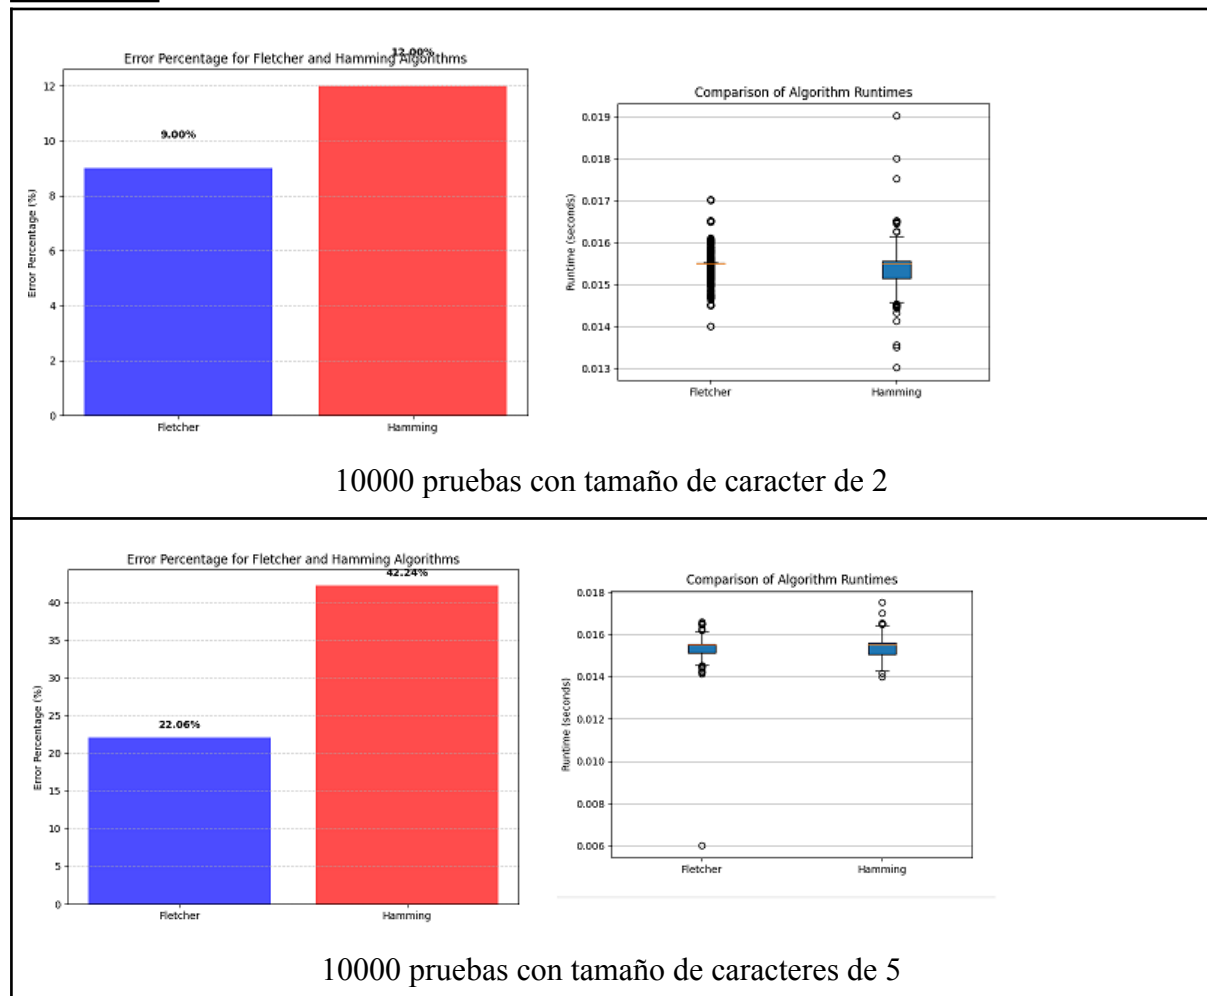 Error Percentage for Fletcher and Hamming Algorithms
12.00%
9.00%
Error Percentage (%)
12
10
8
6
4
2
0
Fletcher
Hamming
Comparison of Algorithm Runtimes
Runtime (seconds)
0.019
0.018
0.017
0.016
0.015
0.014
0.013
Fletcher
Hamming
10000 pruebas con tamaño de caracter de 2
Error Percentage for Fletcher and Hamming Algorithms
42.24%
22.06%
Error Percentage (%)
40
35
30
25
20
15
10
5
0
Fletcher
Hamming
Comparison of Algorithm Runtimes
Runtime (seconds)
0.018
0.016
0.014
0.012
0.010
0.008
0.006
Fletcher
Hamming
10000 pruebas con tamaño de caracteres de 5